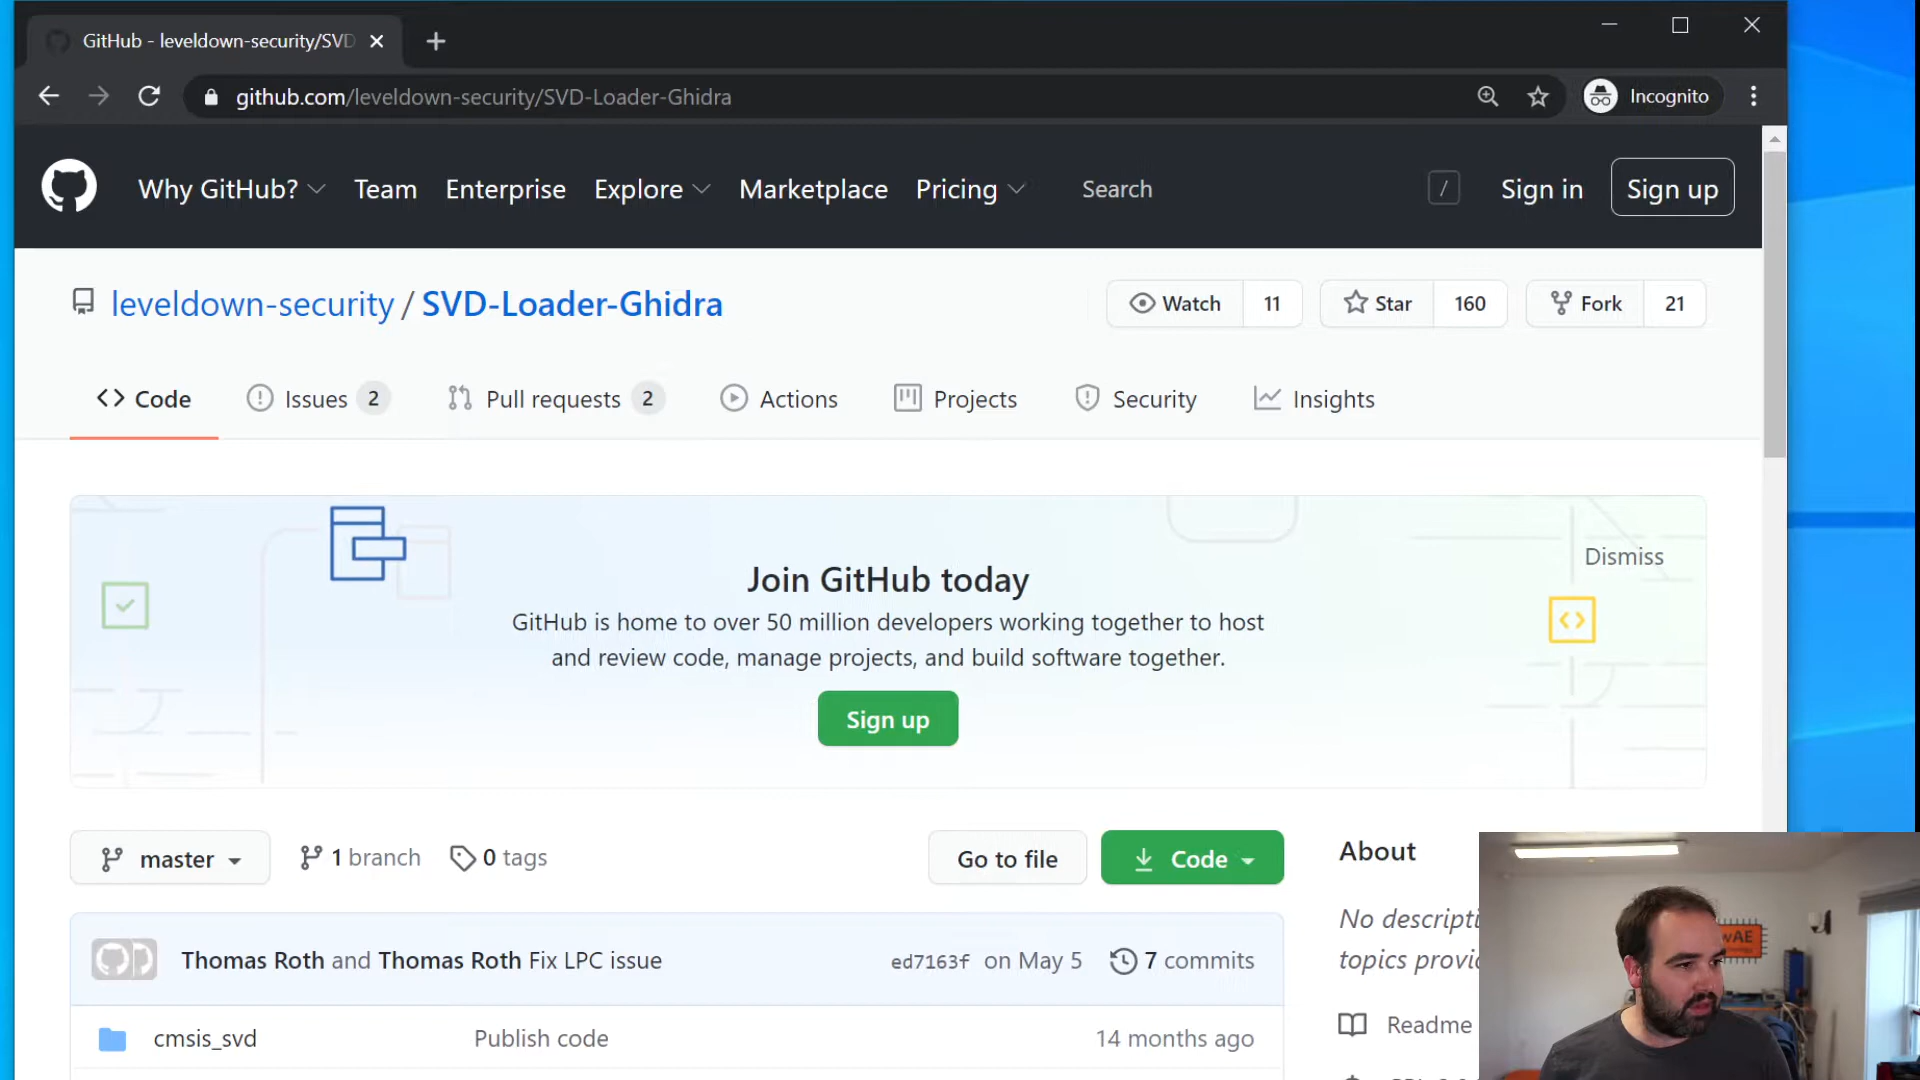 GitHub - leveldown-security/SVD
github.com/leveldown-security/SVD-Loader-Ghidra
Incognito
Why GitHub? Team Enterprise Explore Marketplace Pricing Search / Sign in Sign up
leveldown-security / SVD-Loader-Ghidra
Watch 11 Star 160 Fork 21
Code Issues 2 Pull requests 2 Actions Projects Security Insights
Dismiss
Join GitHub today
GitHub is home to over 50 million developers working together to host
and review code, manage projects, and build software together.
Sign up
master 1 branch 0 tags Go to file Code
About
No descripti
topics provi
Thomas Roth and Thomas Roth Fix LPC issue ed7163f on May 5 7 commits
Readme
cmsis_svd Publish code 14 months ago